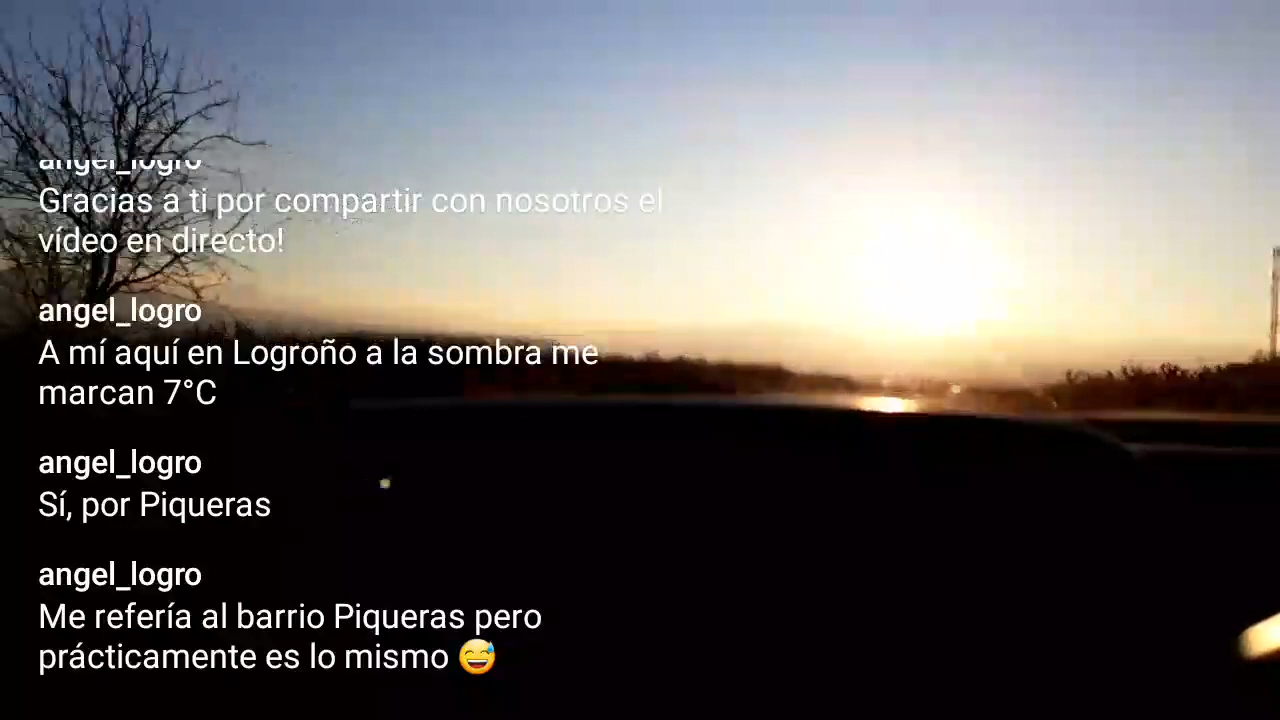 angel_logro
Gracias a ti por compartir con nosotros el
vídeo en directo!
angel_logro
A mí aquí en Logroño a la sombra me
marcan 7°C
angel_logro
Sí, por Piqueras
angel_logro
Me refería al barrio Piqueras pero
prácticamente es lo mismo 😅